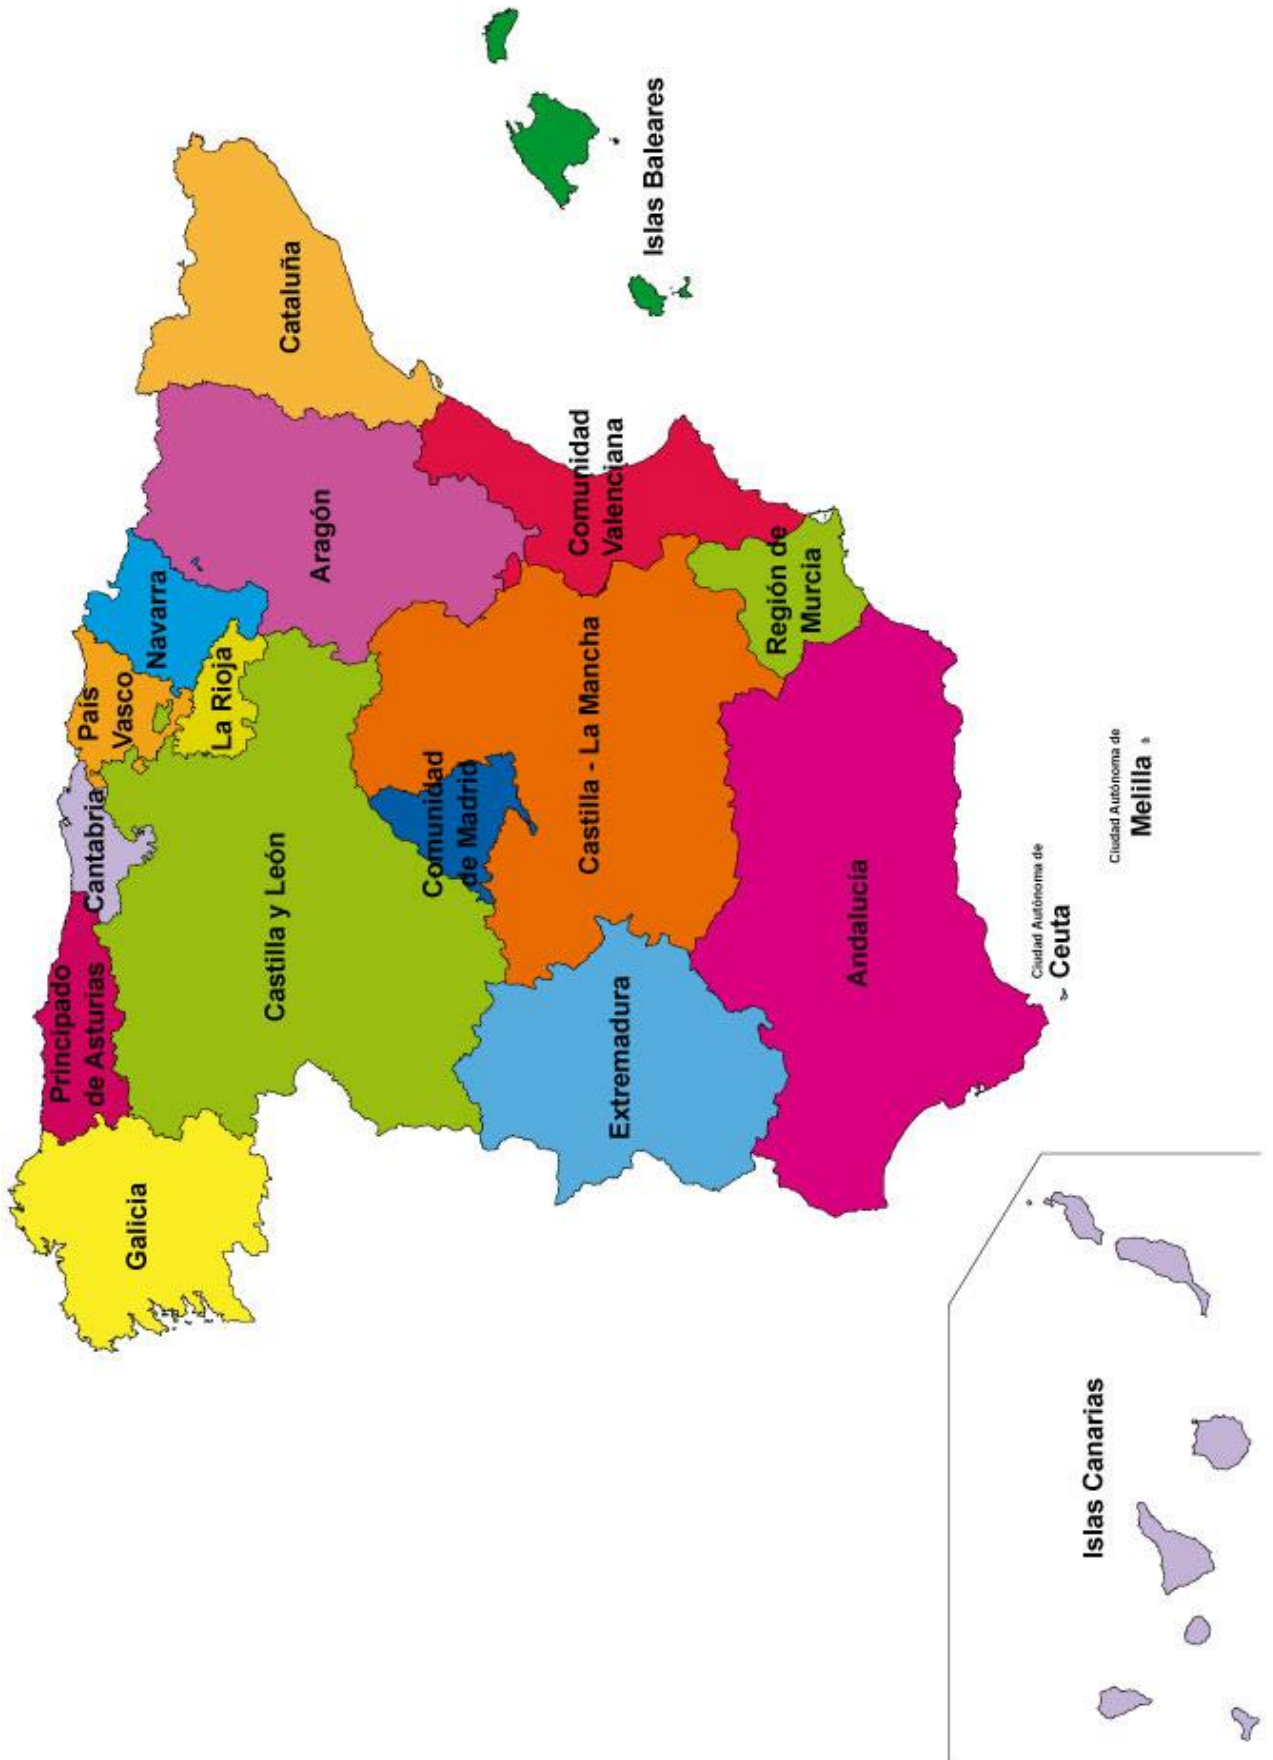 Galicia
Principado
de Asturias
Cantabria
País
Vasco
Navarra
La Rioja
Aragón
Cataluña
Castilla y León
Comunidad
de Madrid
Castilla - La Mancha
Comunidad
Valenciana
Islas Baleares
Extremadura
Región de
Murcia
Andalucía
Ciudad Autónoma de
Ceuta
Ciudad Autónoma de
Melilla
Islas Canarias